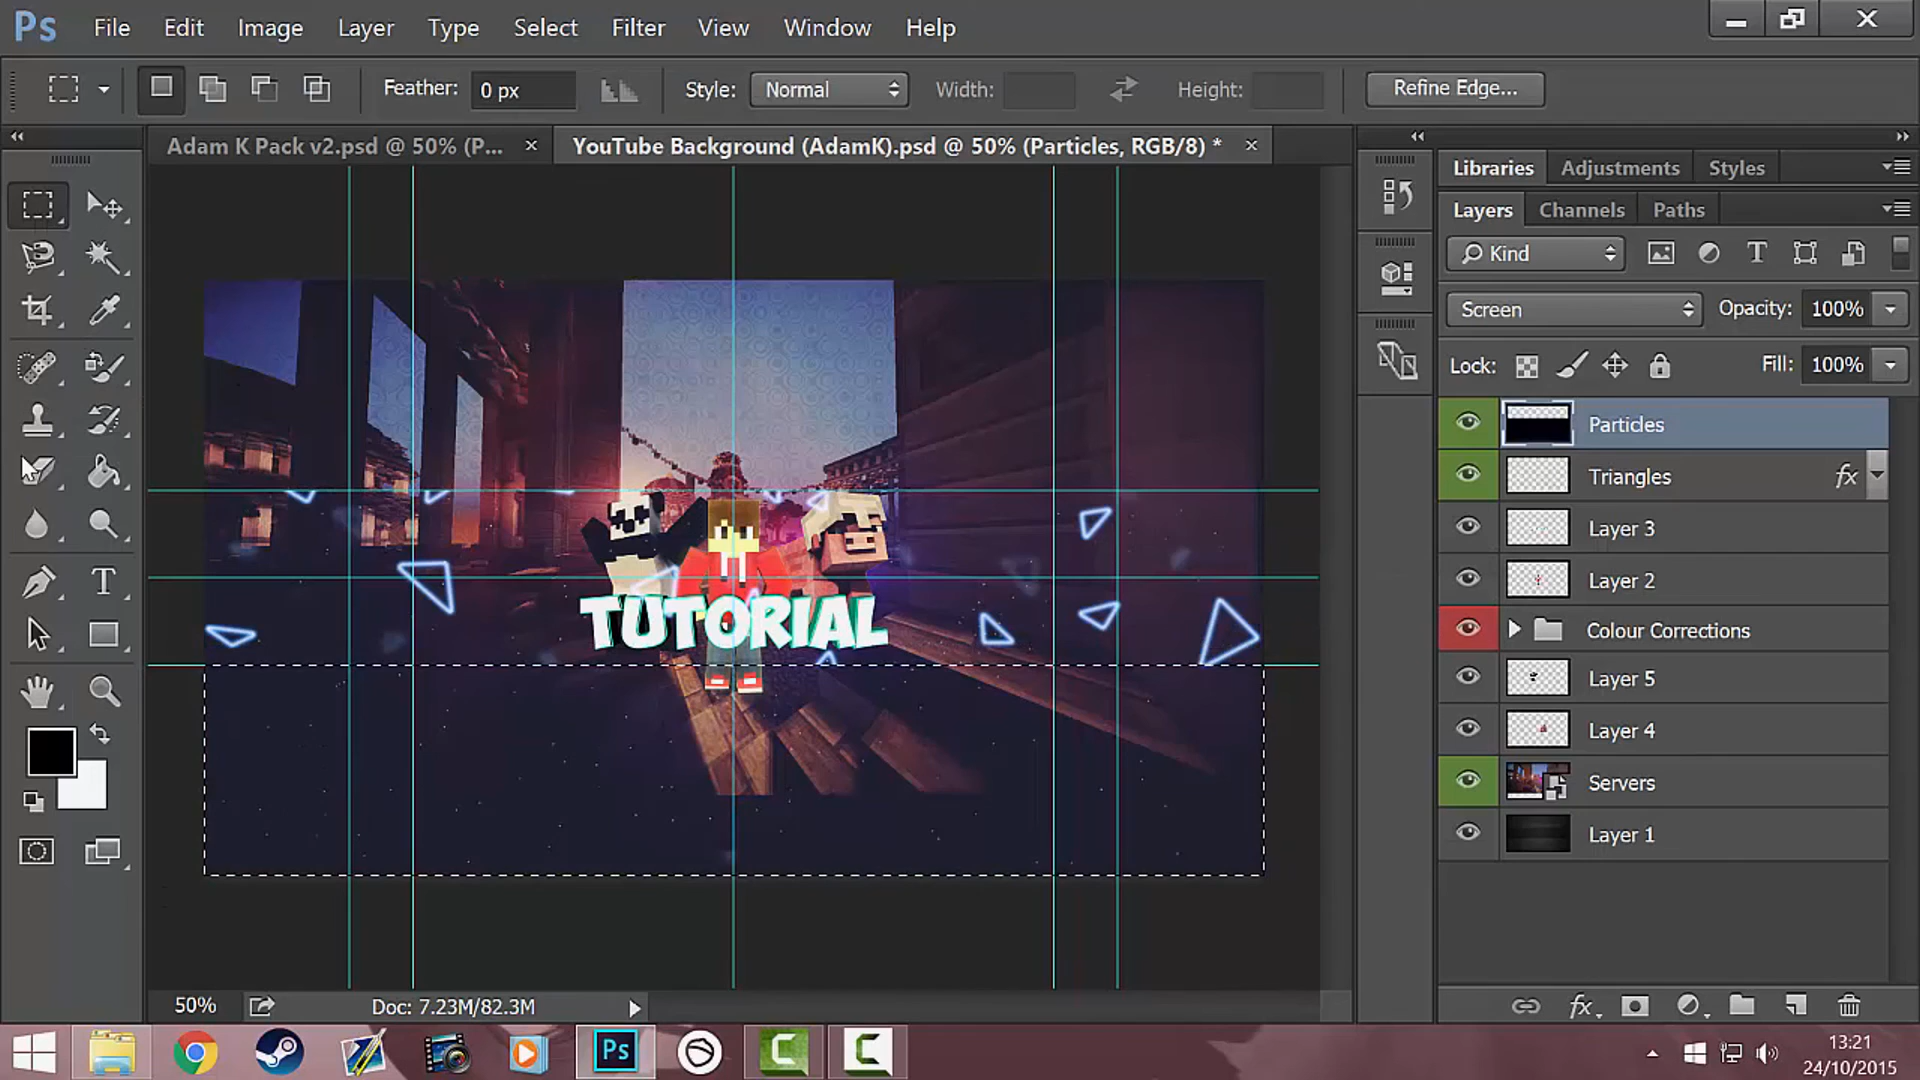 Ps File Edit Image Layer Type Select Filter View Window Help
Feather: 0 px Style: Normal Width: Height: Refine Edge...
Adam K Pack v2.psd @ 50% (P... YouTube Background (AdamK).psd @ 50% (Particles, RGB/8) *
Libraries Adjustments Styles
Layers Channels Paths
Kind
Screen Opacity: 100%
Lock: Fill: 100%
Particles
Triangles fx
Layer 3
Layer 2
Colour Corrections
Layer 5
Layer 4
Servers
Layer 1
TUTORIAL
50% Doc: 7.23M/82.3M
fx
Ps
13:21
24/10/2015